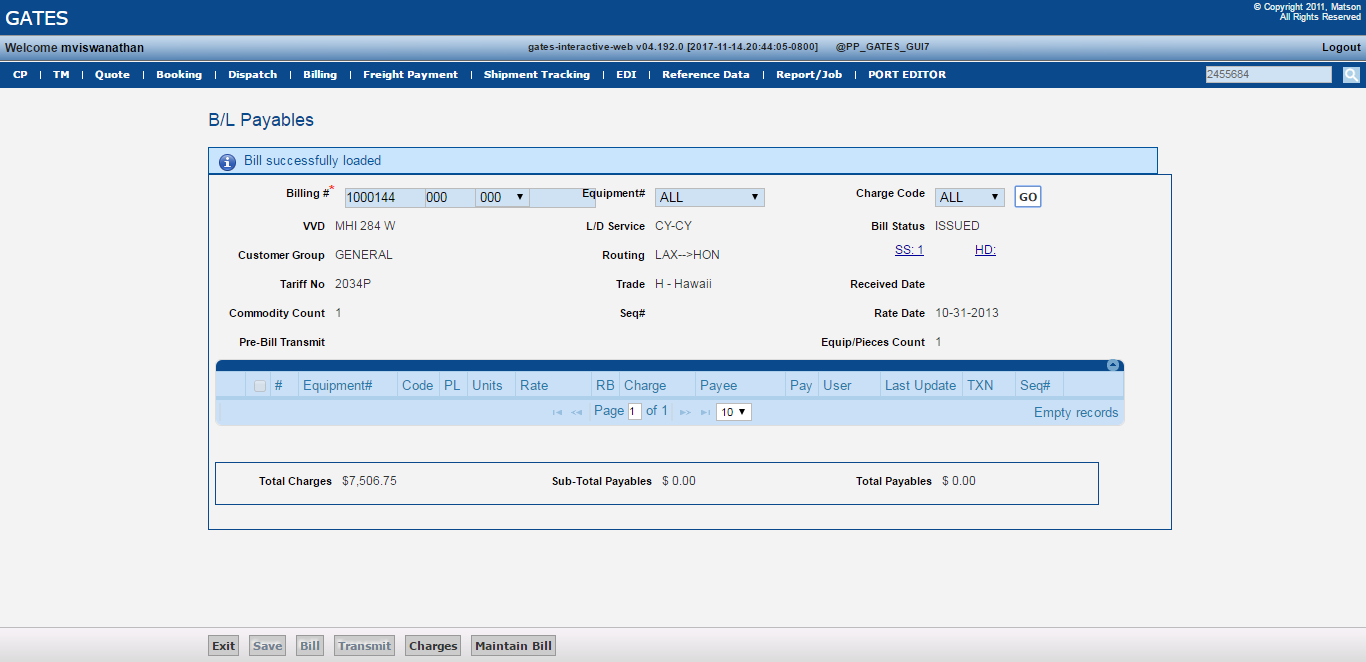 GATES
© Copyright 2011, Matson
All Rights Reserved
Welcome mviswanathan gates-interactive-web v04.192.0 [2017-11-14.20:44:05-0800] @PP_GATES_GUI7 Logout
CP | TM | Quote | Booking | Dispatch | Billing | Freight Payment | Shipment Tracking | EDI | Reference Data | Report/Job | PORT EDITOR 2455684
B/L Payables
Bill successfully loaded
Billing #* 1000144 000 000 Equipment# ALL Charge Code ALL GO
VVD MHI 284 W L/D Service CY-CY Bill Status ISSUED
SS: 1 HD:
Customer Group GENERAL Routing LAX-->HON
Tariff No 2034P Trade H - Hawaii Received Date
Commodity Count 1 Seq# Rate Date 10-31-2013
Pre-Bill Transmit Equip/Pieces Count 1
# Equipment# Code PL Units Rate RB Charge Payee Pay User Last Update TXN Seq#
Page 1 of 1 10 Empty records
Total Charges $7,506.75 Sub-Total Payables $ 0.00 Total Payables $ 0.00
Exit Save Bill Transmit Charges Maintain Bill